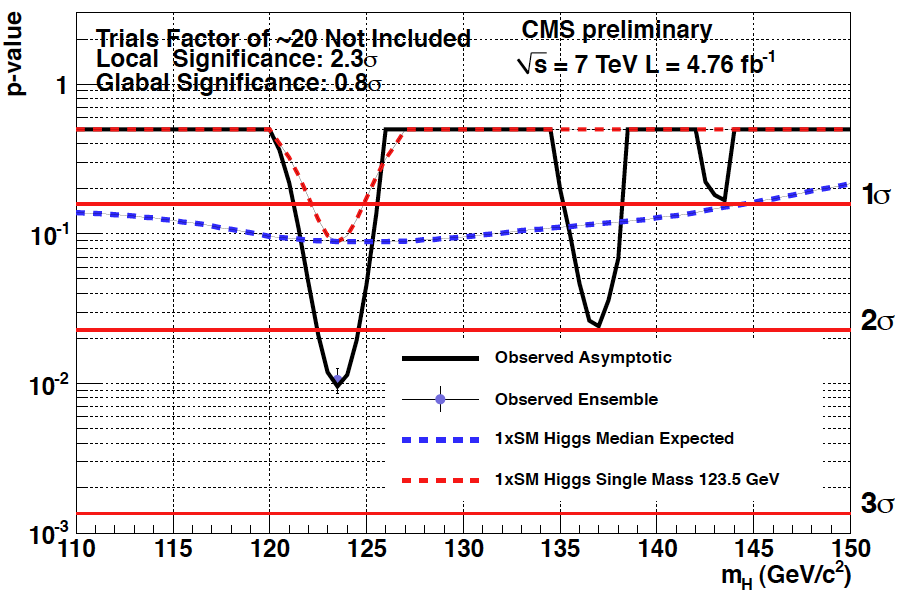 Trials Factor of ~20 Not Included
Local Significance: 2.3σ
Glabal Significance: 0.8σ
CMS preliminary
√s = 7 TeV L = 4.76 fb⁻¹
p-value
1
10⁻¹
10⁻²
10⁻³
1σ
2σ
3σ
Observed Asymptotic
Observed Ensemble
1xSM Higgs Median Expected
1xSM Higgs Single Mass 123.5 GeV
110 115 120 125 130 135 140 145 150
m_H (GeV/c²)